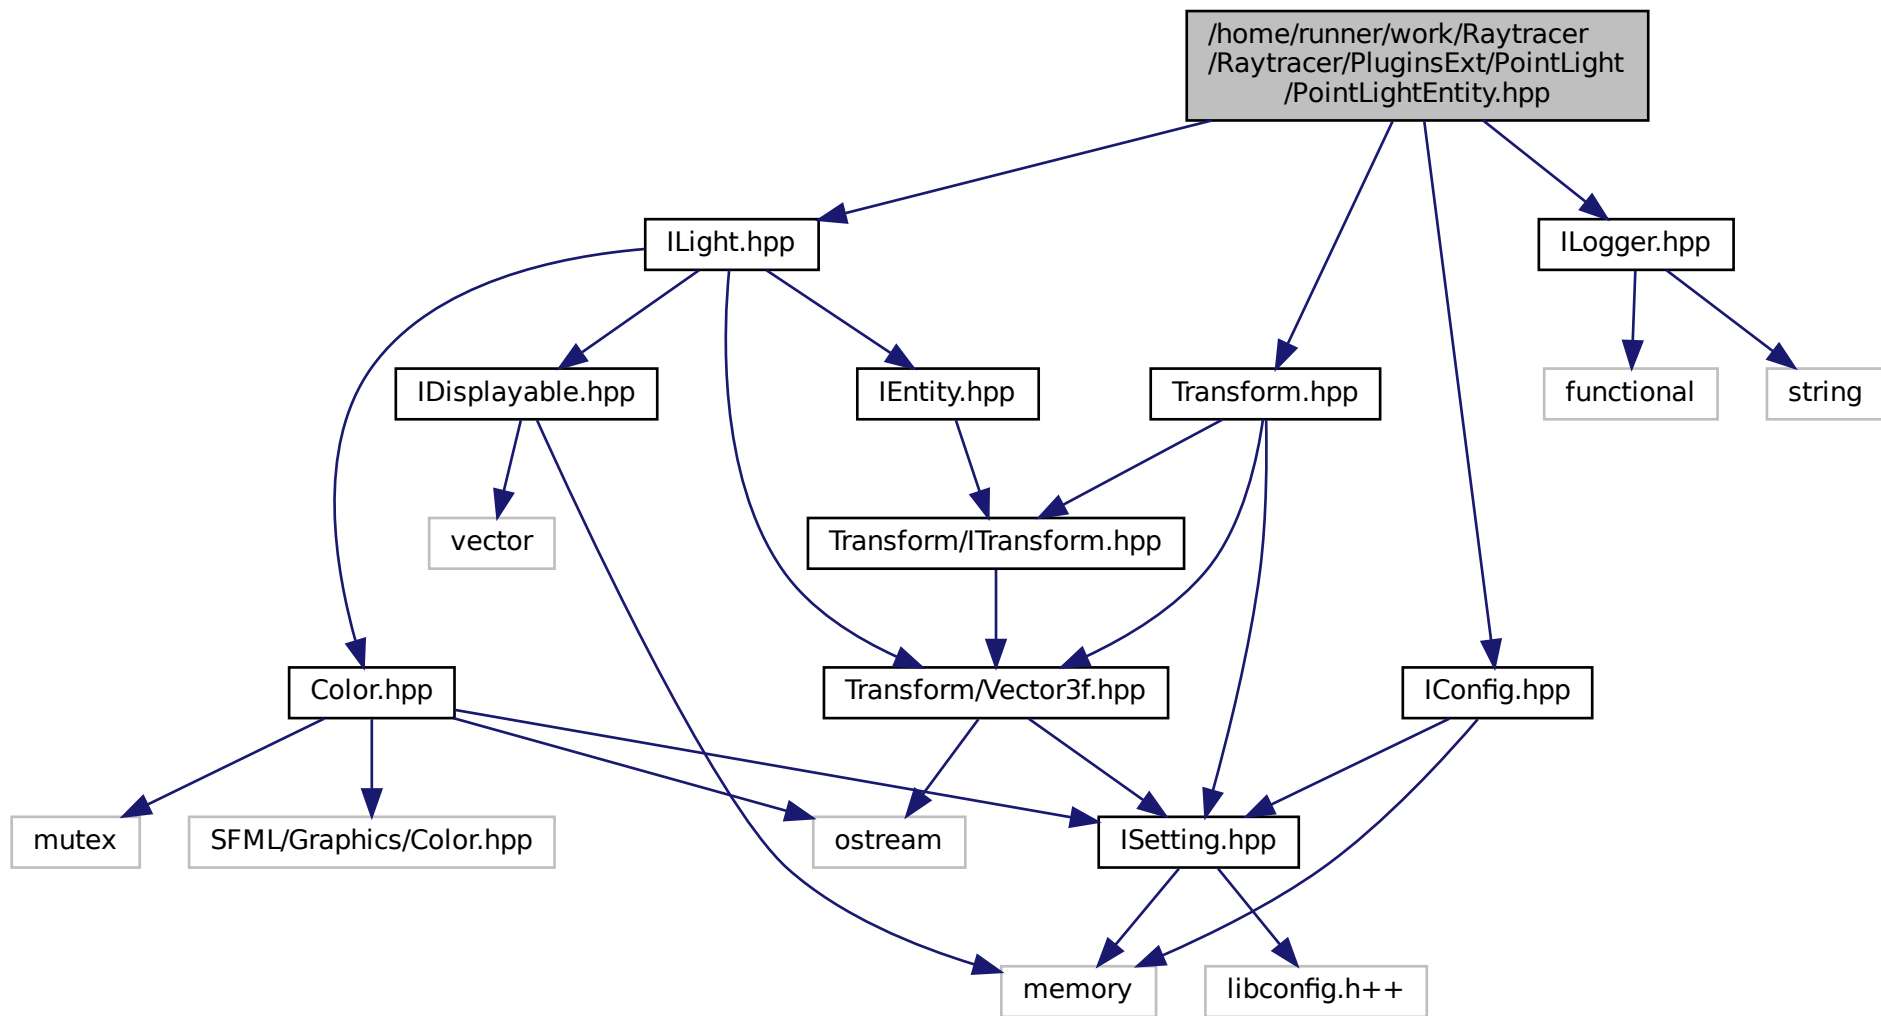 /home/runner/work/Raytracer
/Raytracer/PluginsExt/PointLight
/PointLightEntity.hpp
ILight.hpp
ILogger.hpp
IDisplayable.hpp
IEntity.hpp
Transform.hpp
functional
string
vector
Transform/ITransform.hpp
Color.hpp
Transform/Vector3f.hpp
IConfig.hpp
mutex
SFML/Graphics/Color.hpp
ostream
ISetting.hpp
memory
libconfig.h++